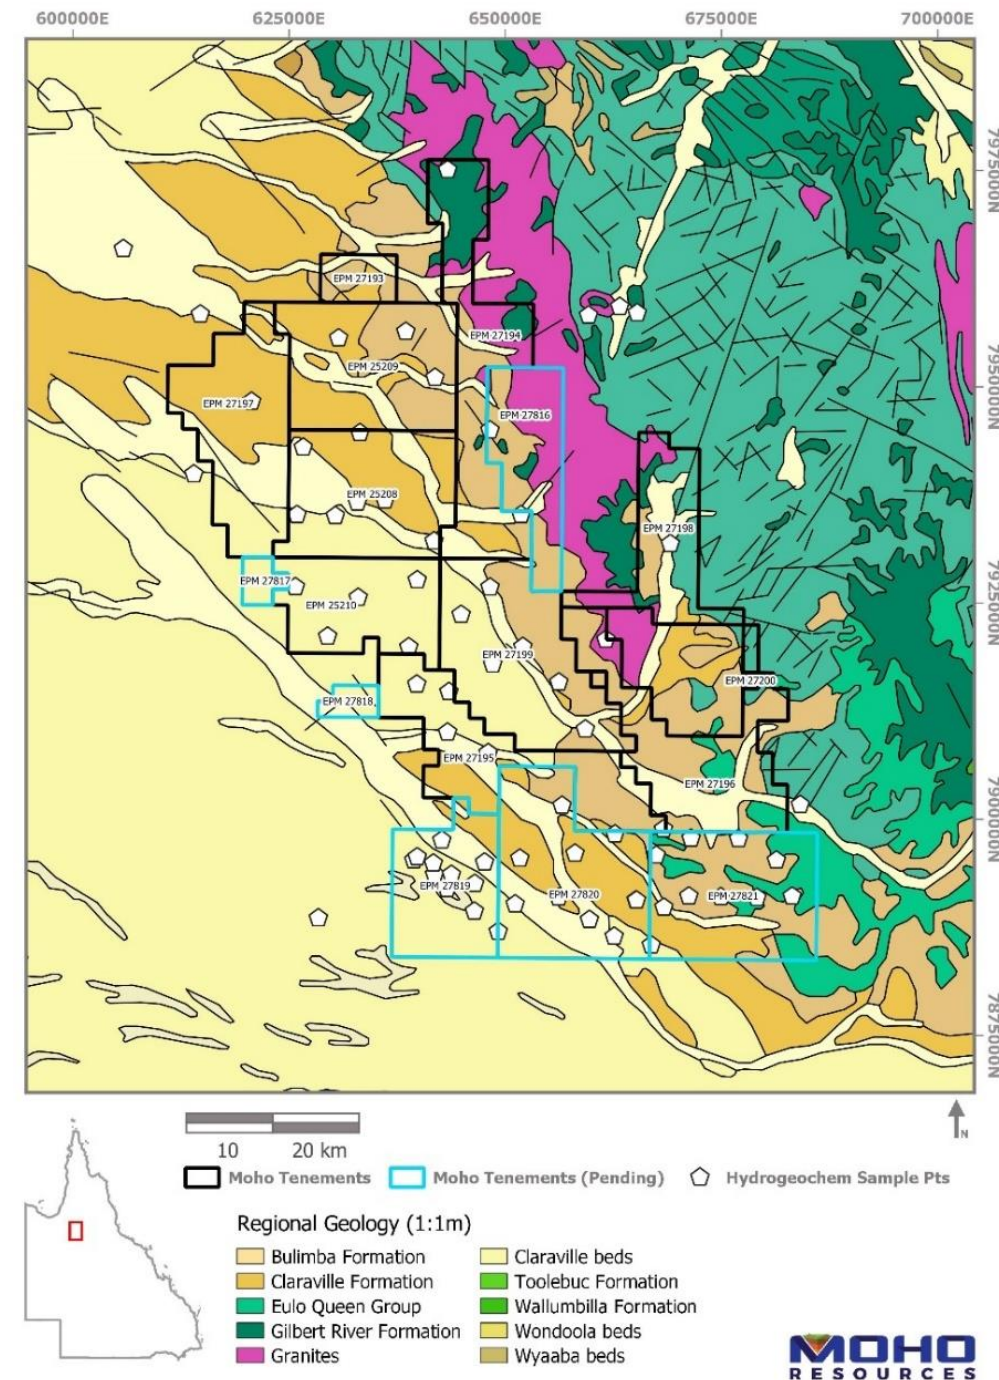 600000E 625000E 650000E 675000E 700000E
7975000N
EPM 27193
EPM 27194
EPM 25209
7950000N
EPM 27197
EPM 27816
EPM 25208
EPM 27198
EPM 27817
7925000N
EPM 25210
EPM 27199
EPM 27200
EPM 27818
EPM 27195
EPM 27196
7900000N
EPM 27819
EPM 27820
EPM 27821
7875000N
N
10 20 km
Moho Tenements Moho Tenements (Pending) Hydrogeochem Sample Pts
Regional Geology (1:1m)
Bulimba Formation
Claraville Formation
Eulo Queen Group
Gilbert River Formation
Granites
Claraville beds
Toolebuc Formation
Wallumbilla Formation
Wondoola beds
Wyaaba beds
MOHO
RESOURCES